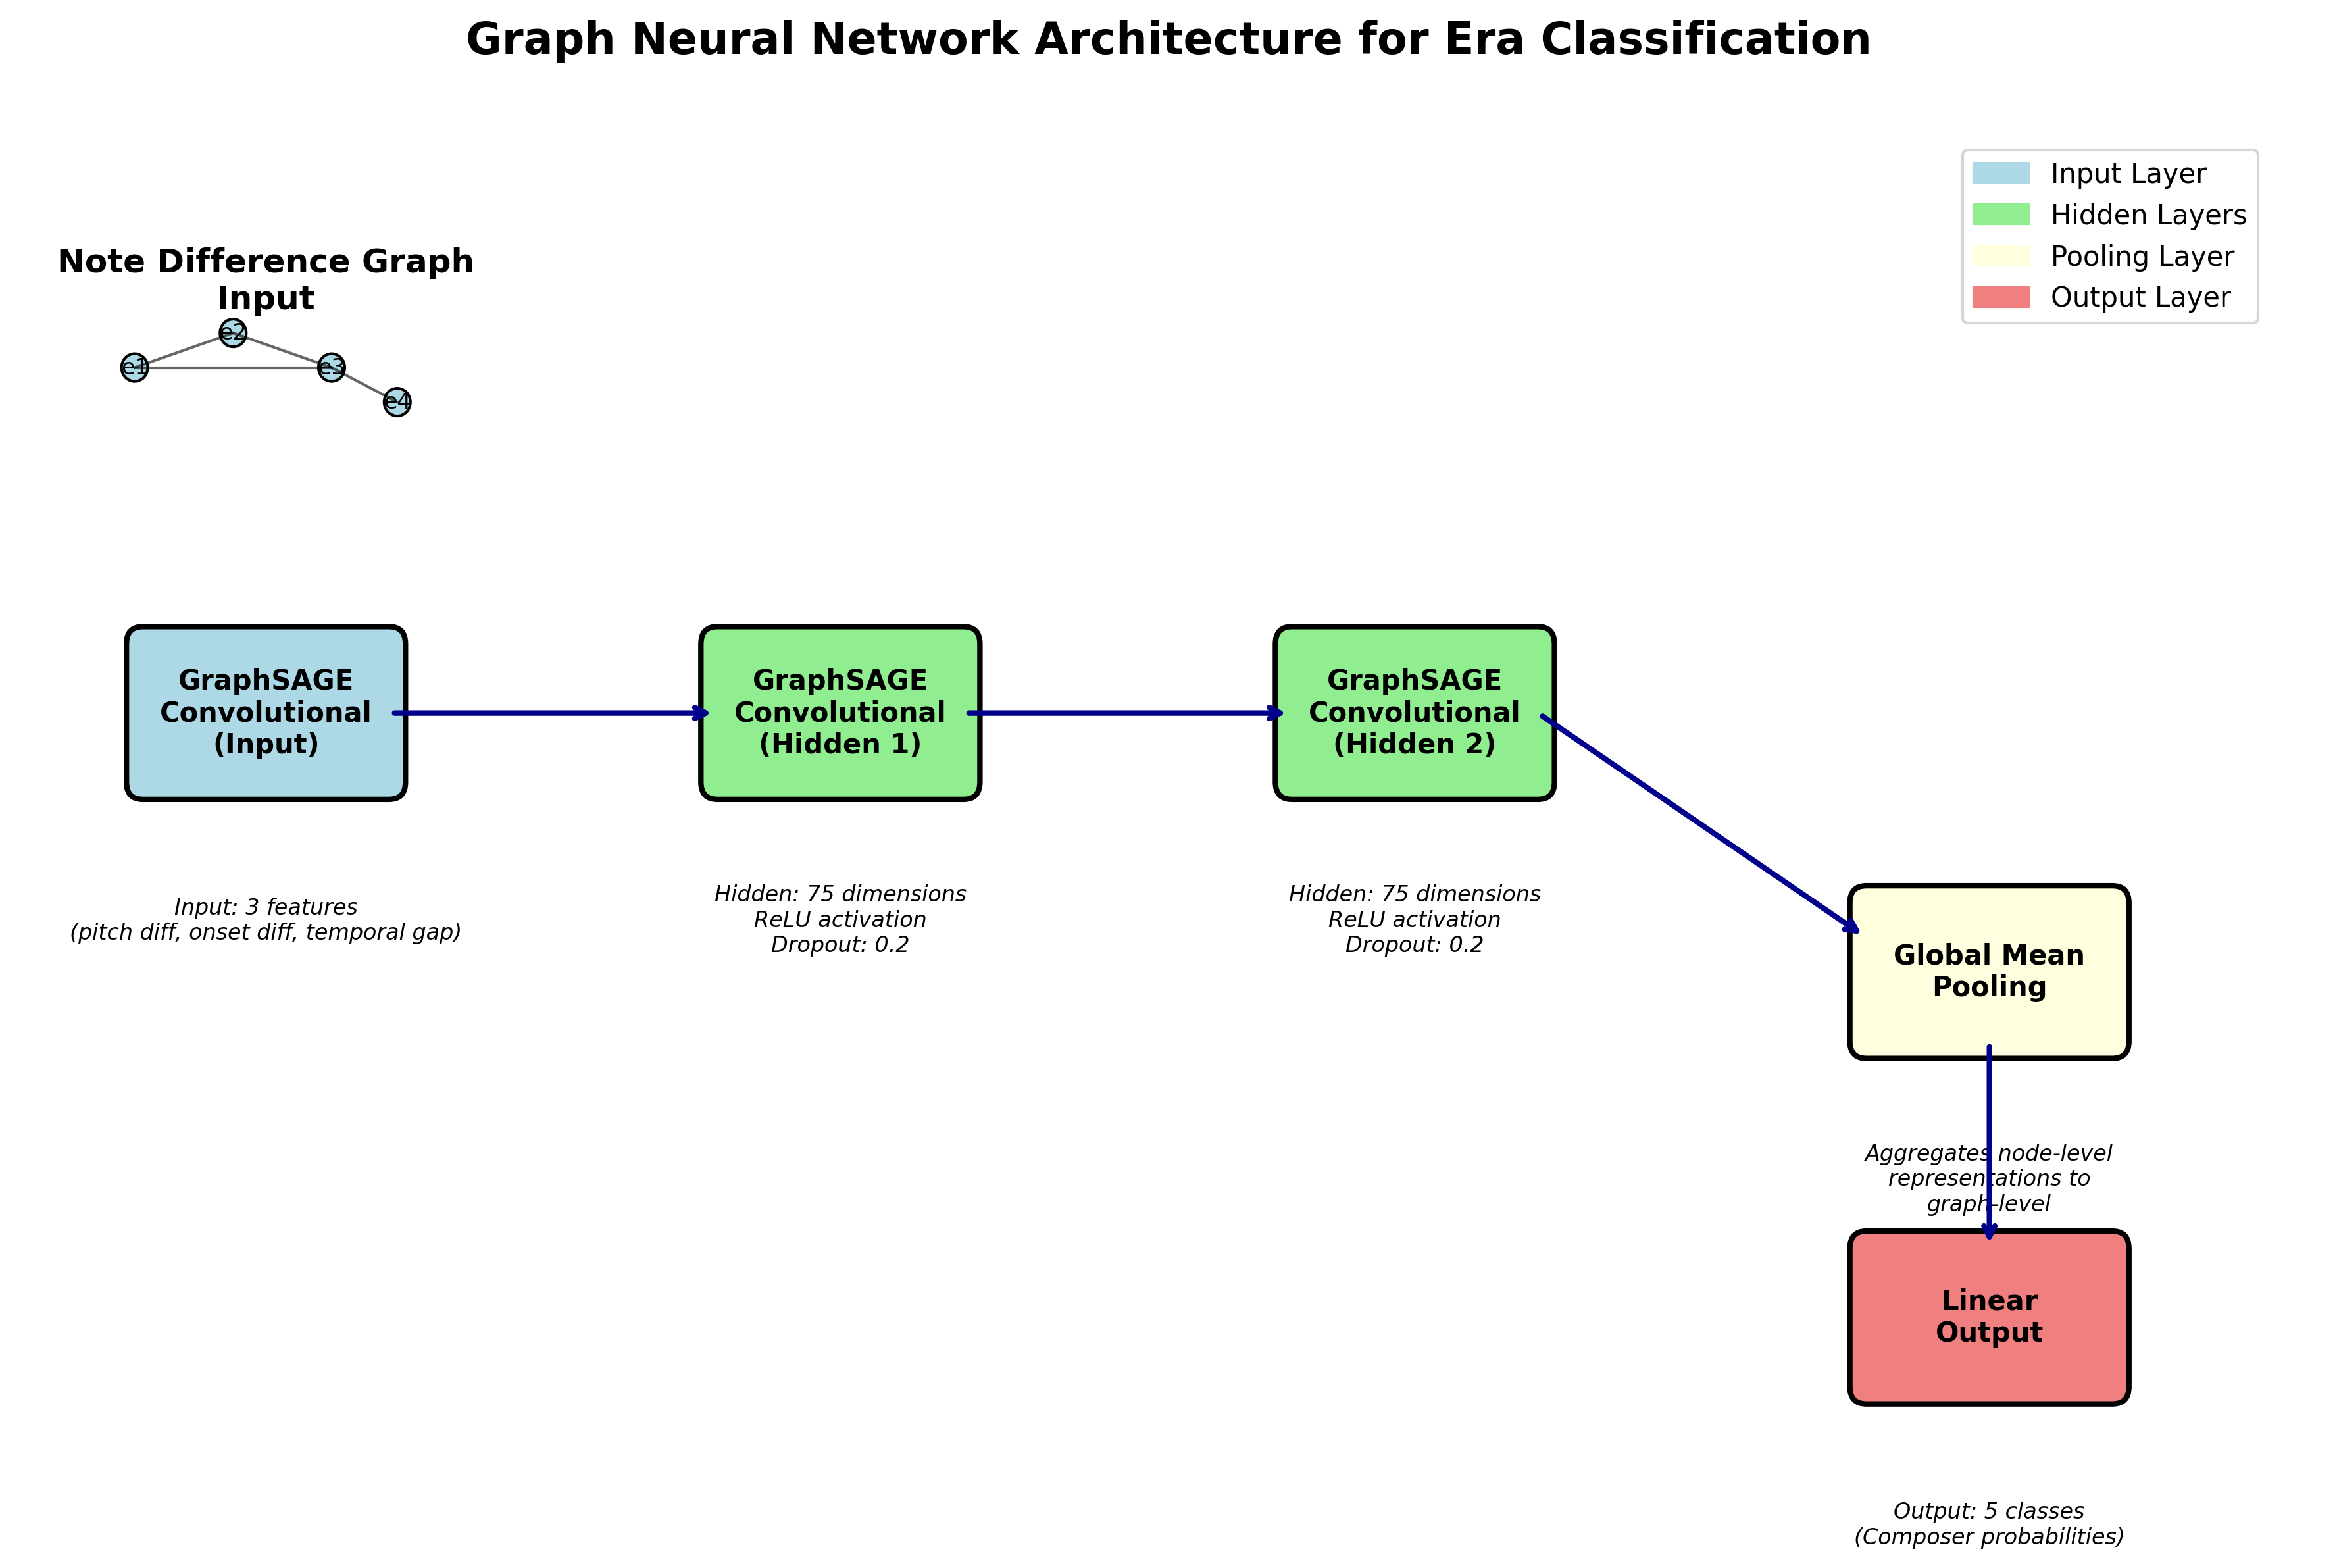 Graph Neural Network Architecture for Era Classification
Input Layer
Hidden Layers
Pooling Layer
Output Layer
Note Difference Graph
Input
e2
e1
e3
e4
GraphSAGE
Convolutional
(Input)
GraphSAGE
Convolutional
(Hidden 1)
GraphSAGE
Convolutional
(Hidden 2)
Input: 3 features
(pitch diff, onset diff, temporal gap)
Hidden: 75 dimensions
ReLU activation
Dropout: 0.2
Hidden: 75 dimensions
ReLU activation
Dropout: 0.2
Global Mean
Pooling
Aggregates node-level
representations to
graph-level
Linear
Output
Output: 5 classes
(Composer probabilities)